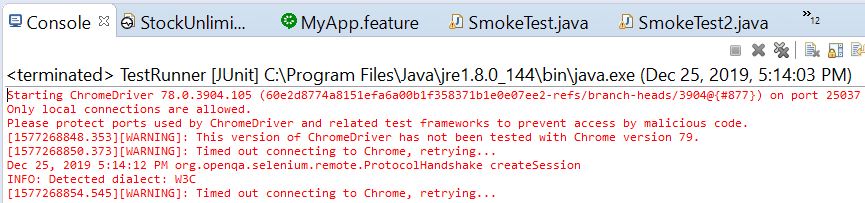 Console StockUnlimi... MyApp.feature SmokeTest.java SmokeTest2.java »12
<terminated> TestRunner [JUnit] C:\Program Files\Java\jre1.8.0_144\bin\java.exe (Dec 25, 2019, 5:14:03 PM)
Starting ChromeDriver 78.0.3904.105 (60e2d8774a8151efa6a00b1f358371b1e0e07ee2-refs/branch-heads/3904@{#877}) on port 25037
Only local connections are allowed.
Please protect ports used by ChromeDriver and related test frameworks to prevent access by malicious code.
[1577268848.353][WARNING]: This version of ChromeDriver has not been tested with Chrome version 79.
[1577268850.373][WARNING]: Timed out connecting to Chrome, retrying...
Dec 25, 2019 5:14:12 PM org.openqa.selenium.remote.ProtocolHandshake createSession
INFO: Detected dialect: W3C
[1577268854.545][WARNING]: Timed out connecting to Chrome, retrying...